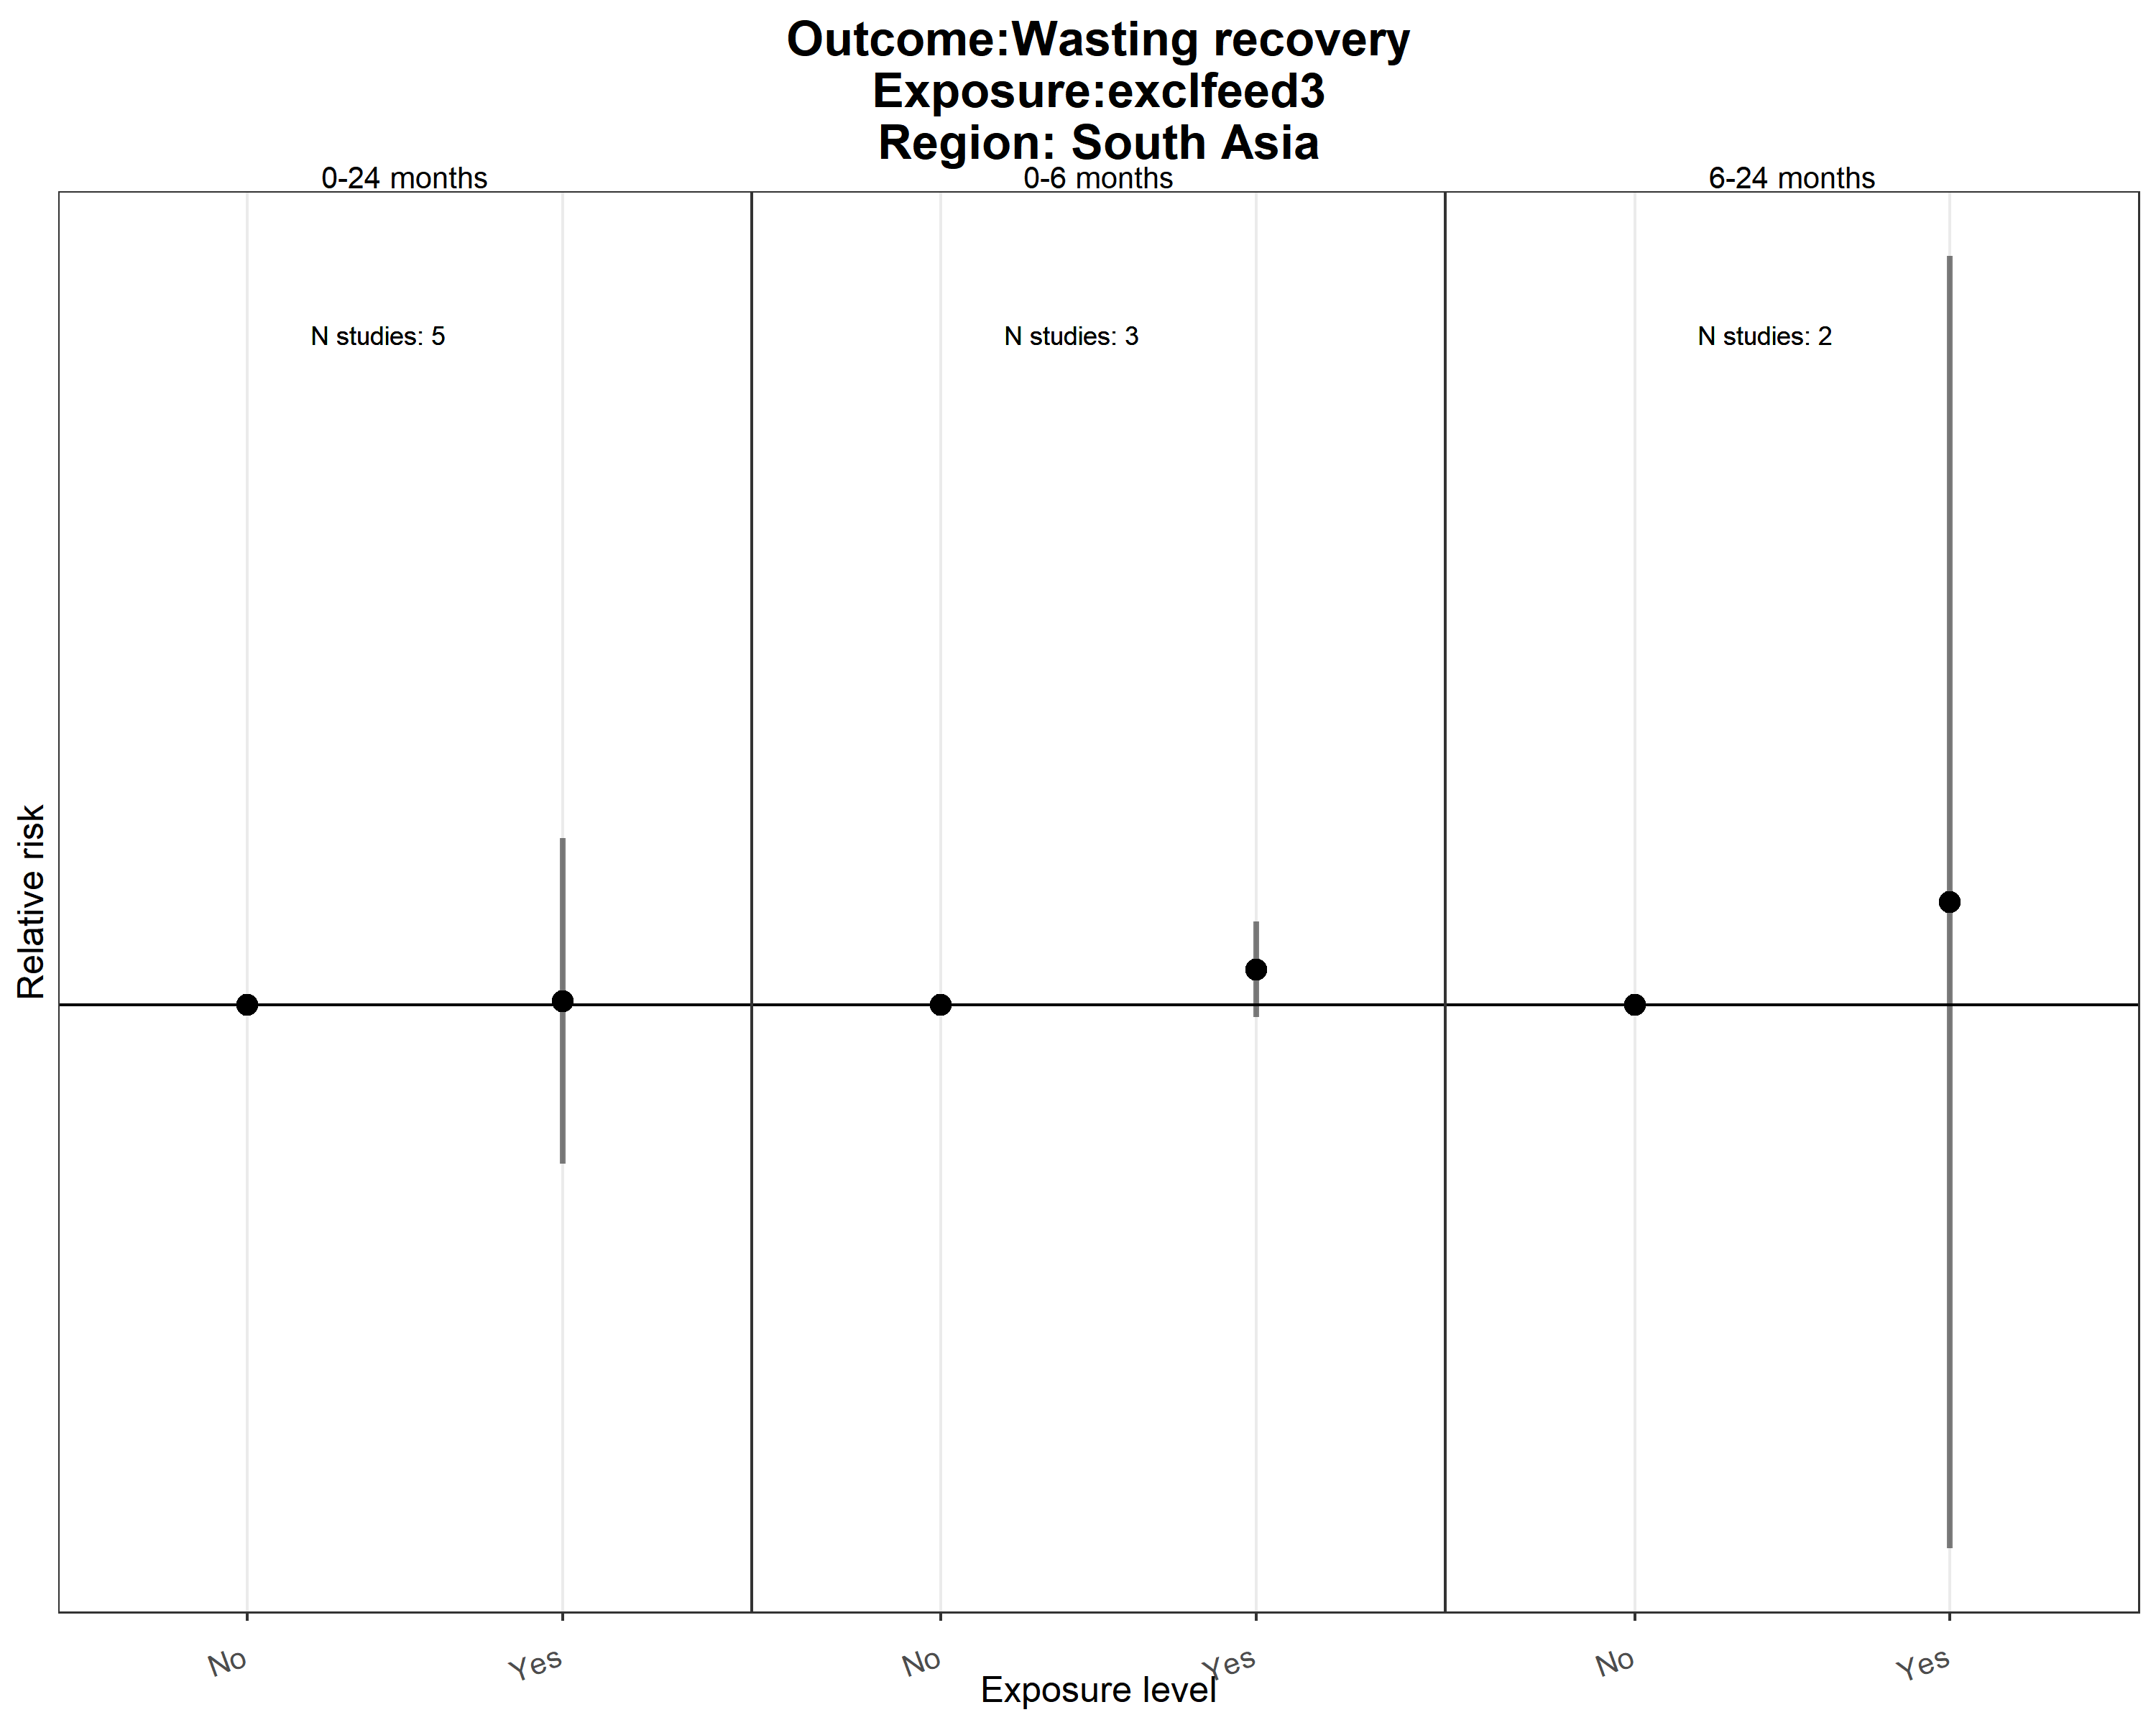 Outcome:Wasting recovery
Exposure:exclfeed3
Region: South Asia
0-24 months
0-6 months
6-24 months
N studies: 5
N studies: 3
N studies: 2
Relative risk
No
Yes
No
Yes
No
Yes
Exposure level